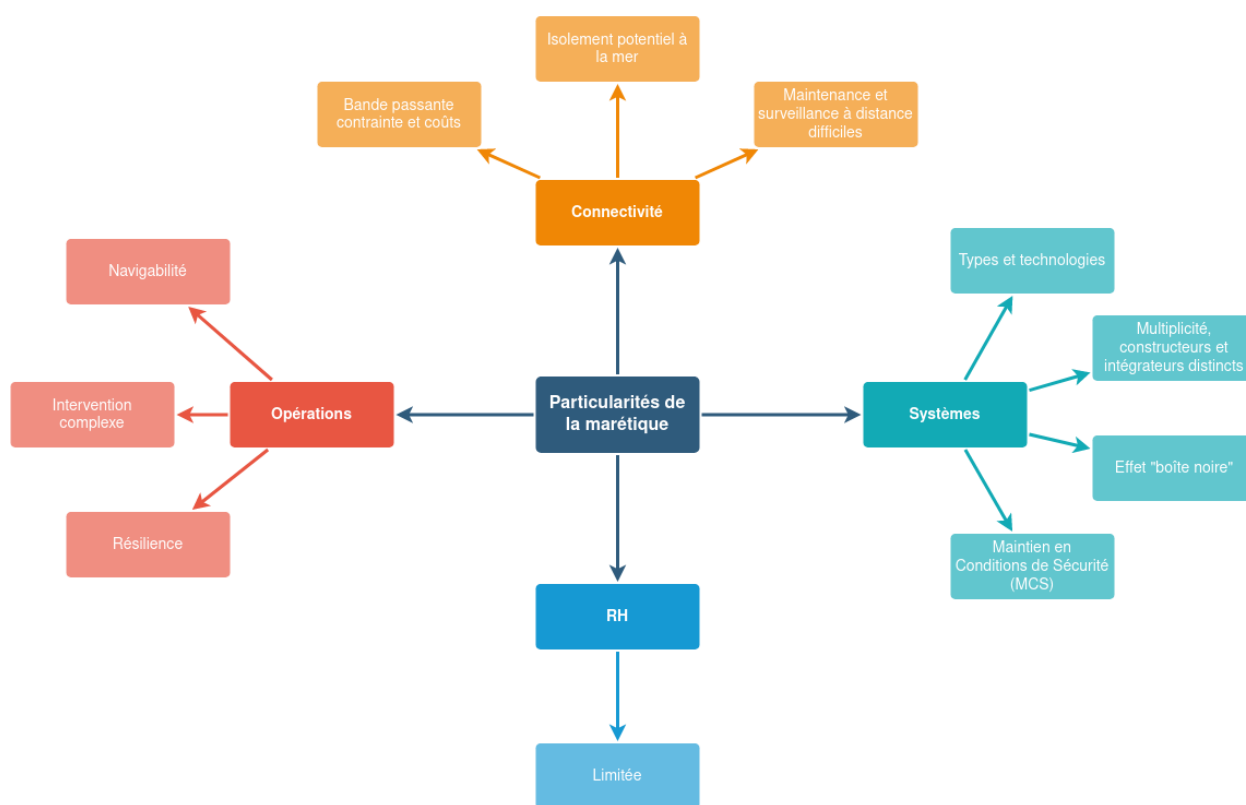 Isolement potentiel à
la mer
Bande passante
contrainte et coûts
Maintenance et
surveillance à distance
difficiles
Connectivité
Navigabilité
Types et technologies
Multiplicité,
constructeurs et
intégrateurs distincts
Intervention
complexe
Opérations
Particularités de
la marétique
Systèmes
Effet "boîte noire"
Résilience
Maintien en
Conditions de Sécurité
(MCS)
RH
Limitée